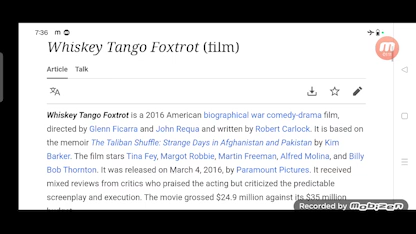 7:36 m
Whiskey Tango Foxtrot (film)
Article Talk
Whiskey Tango Foxtrot is a 2016 American biographical war comedy-drama film,
directed by Glenn Ficarra and John Requa and written by Robert Carlock. It is based on
the memoir The Taliban Shuffle: Strange Days in Afghanistan and Pakistan by Kim
Barker. The film stars Tina Fey, Margot Robbie, Martin Freeman, Alfred Molina, and Billy
Bob Thornton. It was released on March 4, 2016, by Paramount Pictures. It received
mixed reviews from critics who praised the acting but criticized the predictable
screenplay and execution. The movie grossed $24.9 million against its $35 million
Recorded by Mobizen